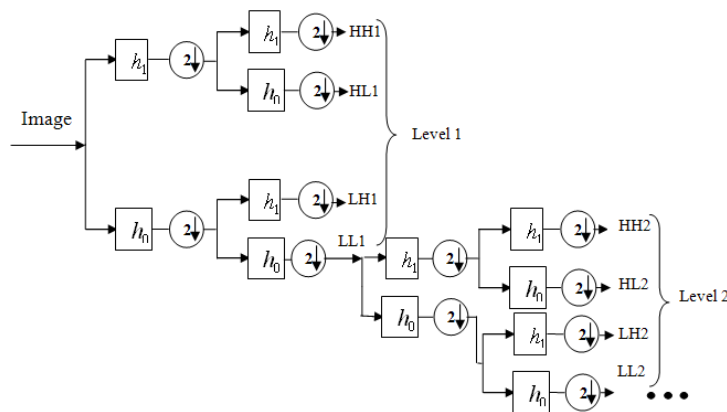 h₁ 2 h₁ 2 HH1
h₀ 2 HL1
Image
Level 1
h₀ 2 h₁ 2 LH1
h₀ 2 LL1
h₁ 2 h₁ 2 HH2
h₀ 2 HL2
Level 2
h₀ 2 h₁ 2 LH2
h₀ 2 LL2
•••